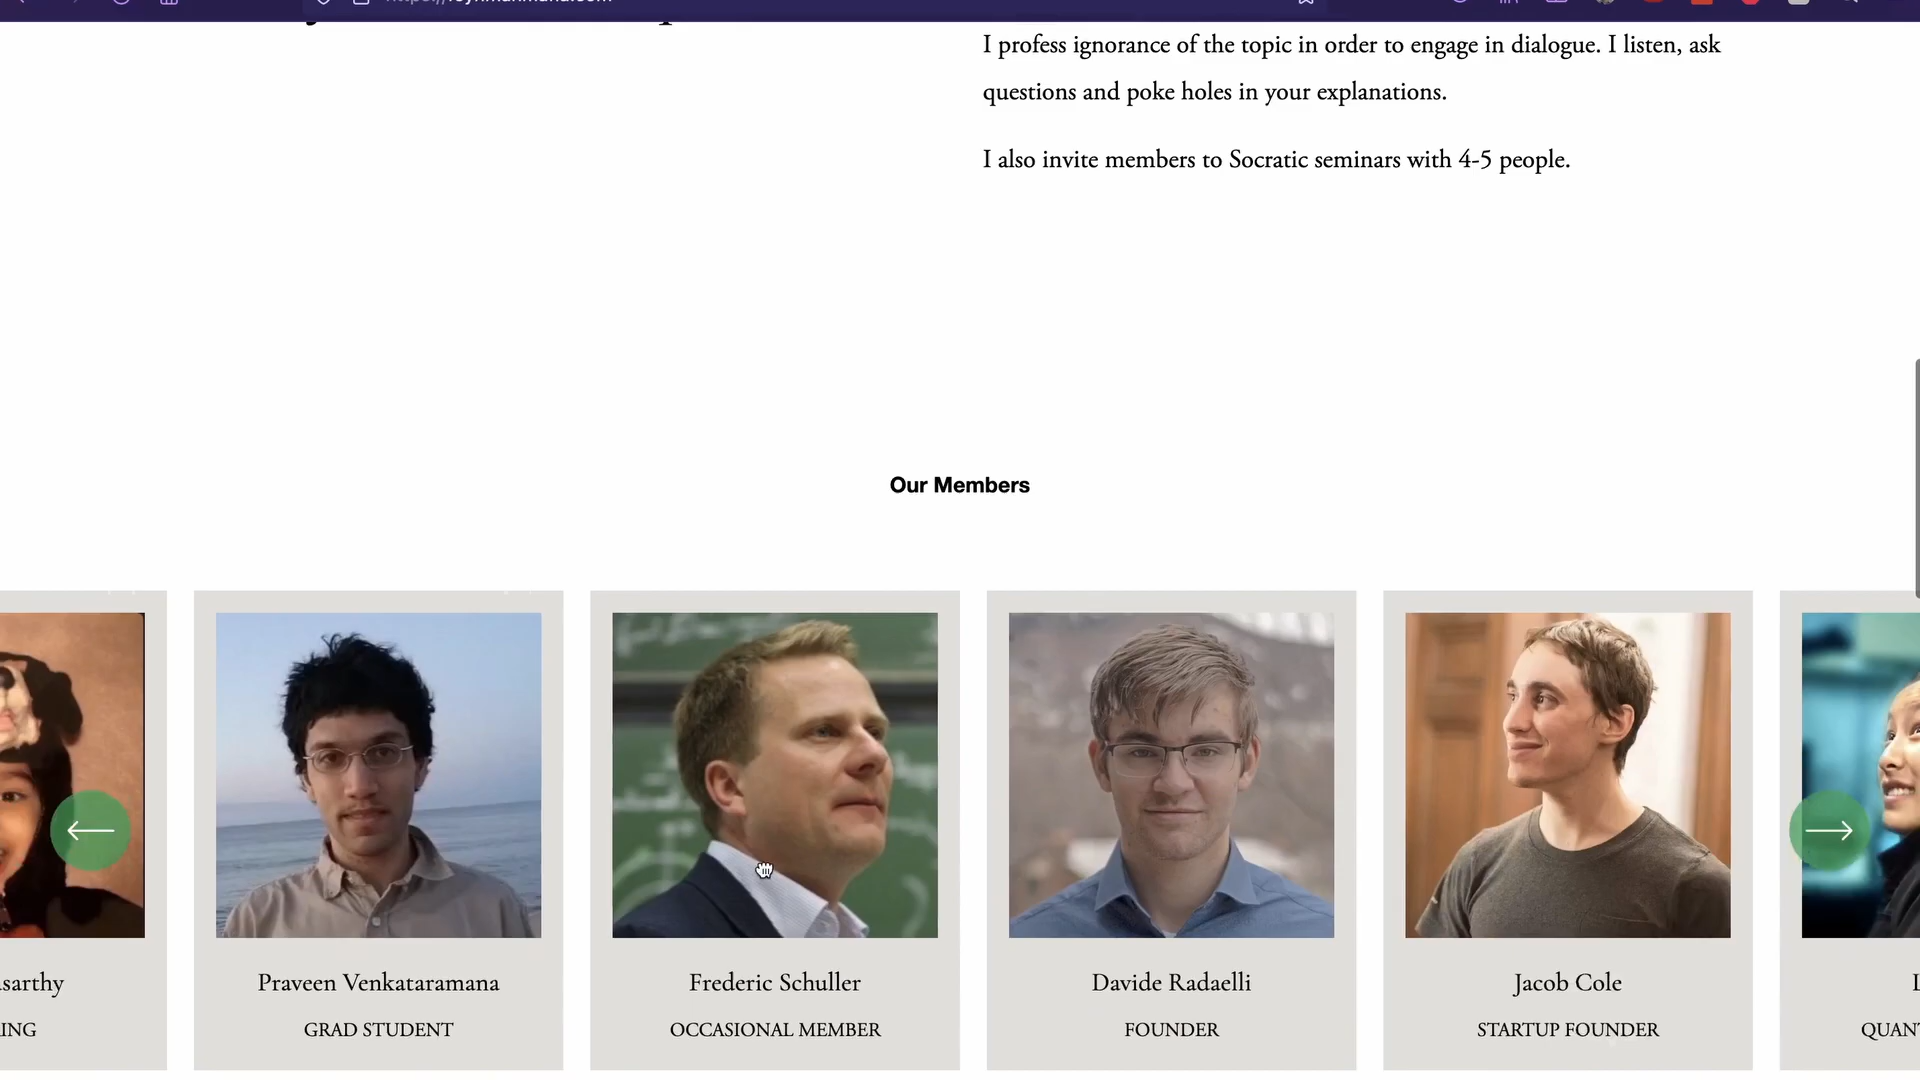 I profess ignorance of the topic in order to engage in dialogue. I listen, ask
questions and poke holes in your explanations.
I also invite members to Socratic seminars with 4-5 people.
Our Members
Praveen Venkataramana
Frederic Schuller
Davide Radaelli
Jacob Cole
GRAD STUDENT
OCCASIONAL MEMBER
FOUNDER
STARTUP FOUNDER